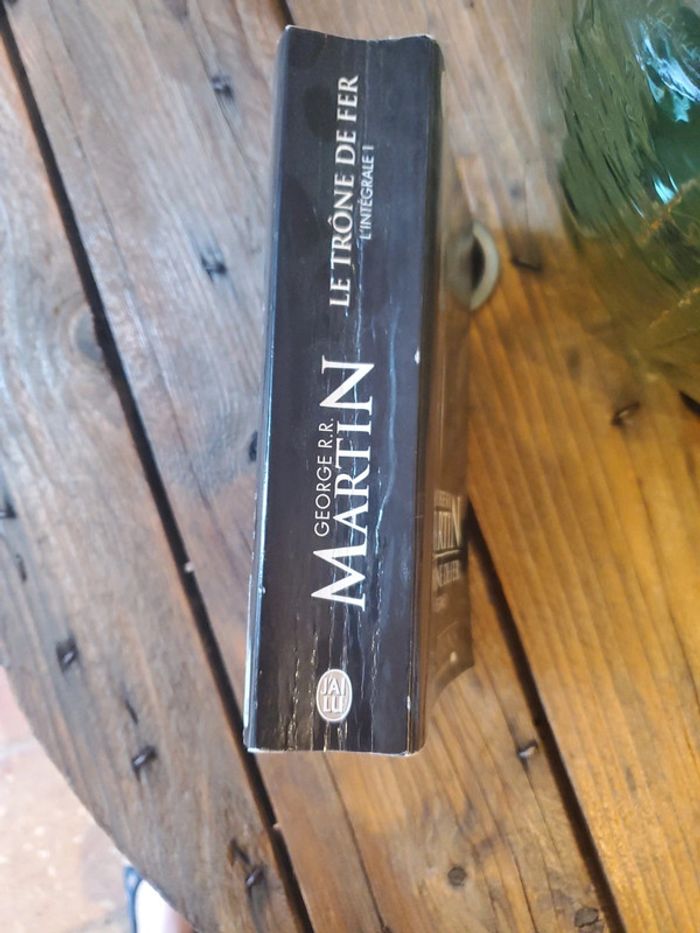 GEORGE R.R.
MARTIN
LE TRÔNE DE FER
L'INTÉGRALE 1
J'AI
LU